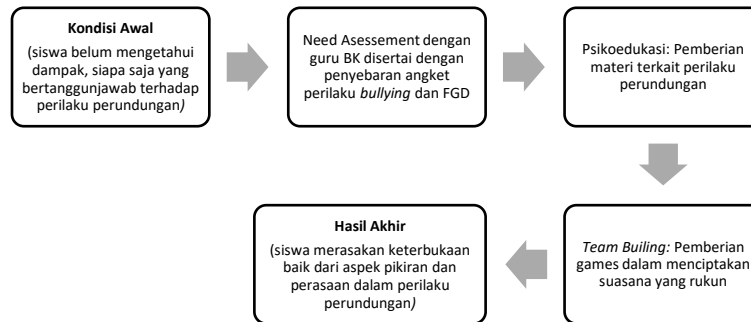 Kondisi Awal
(siswa belum mengetahui
dampak, siapa saja yang
bertanggunjawab terhadap
perilaku perundungan)
Need Asessment dengan
guru BK disertai dengan
penyebaran angket
perilaku bullying dan FGD
Psikoedukasi: Pemberian
materi terkait perilaku
perundungan
Team Builing: Pemberian
games dalam menciptakan
suasana yang rukun
Hasil Akhir
(siswa merasakan keterbukaan
baik dari aspek pikiran dan
perasaan dalam perilaku
perundungan)